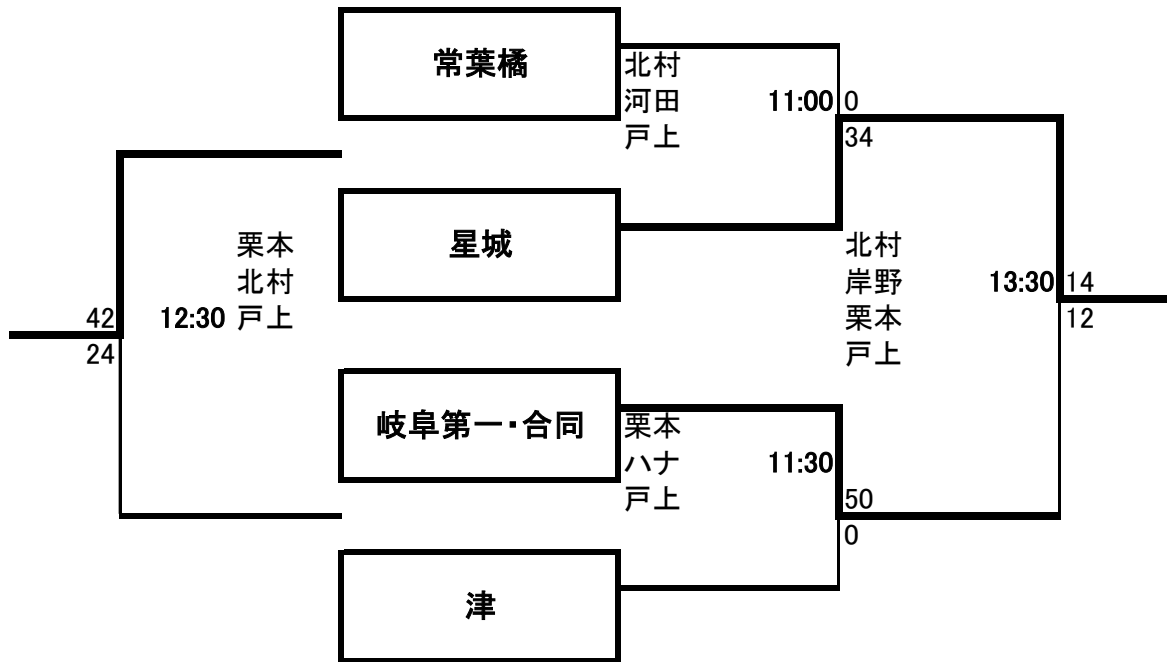 常葉橘
北村
河田
戸上
11:00
0
34
星城
栗本
北村
戸上
12:30
42
24
北村
岸野
栗本
戸上
13:30
14
12
岐阜第一・合同
栗本
ハナ
戸上
11:30
50
0
津